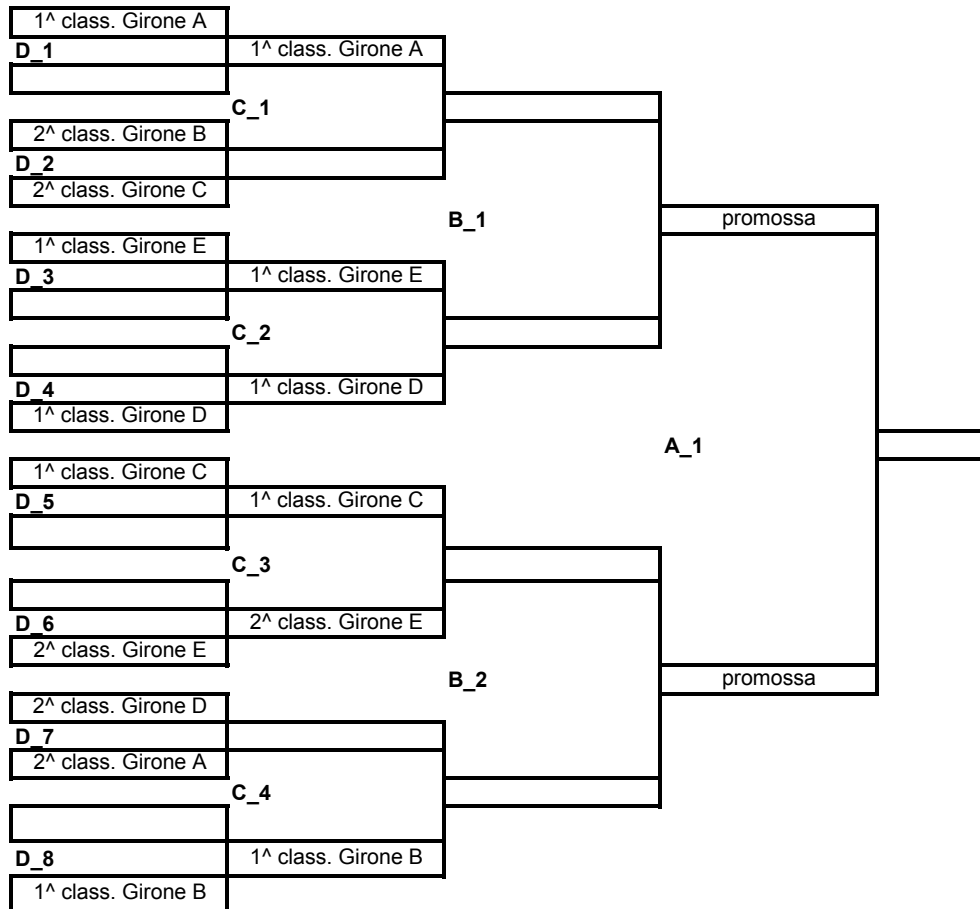 1^ class. Girone A
D_1
1^ class. Girone A
C_1
2^ class. Girone B
D_2
2^ class. Girone C
B_1
promossa
1^ class. Girone E
D_3
1^ class. Girone E
C_2
D_4
1^ class. Girone D
1^ class. Girone D
A_1
1^ class. Girone C
D_5
1^ class. Girone C
C_3
D_6
2^ class. Girone E
2^ class. Girone E
B_2
promossa
2^ class. Girone D
D_7
2^ class. Girone A
C_4
D_8
1^ class. Girone B
1^ class. Girone B